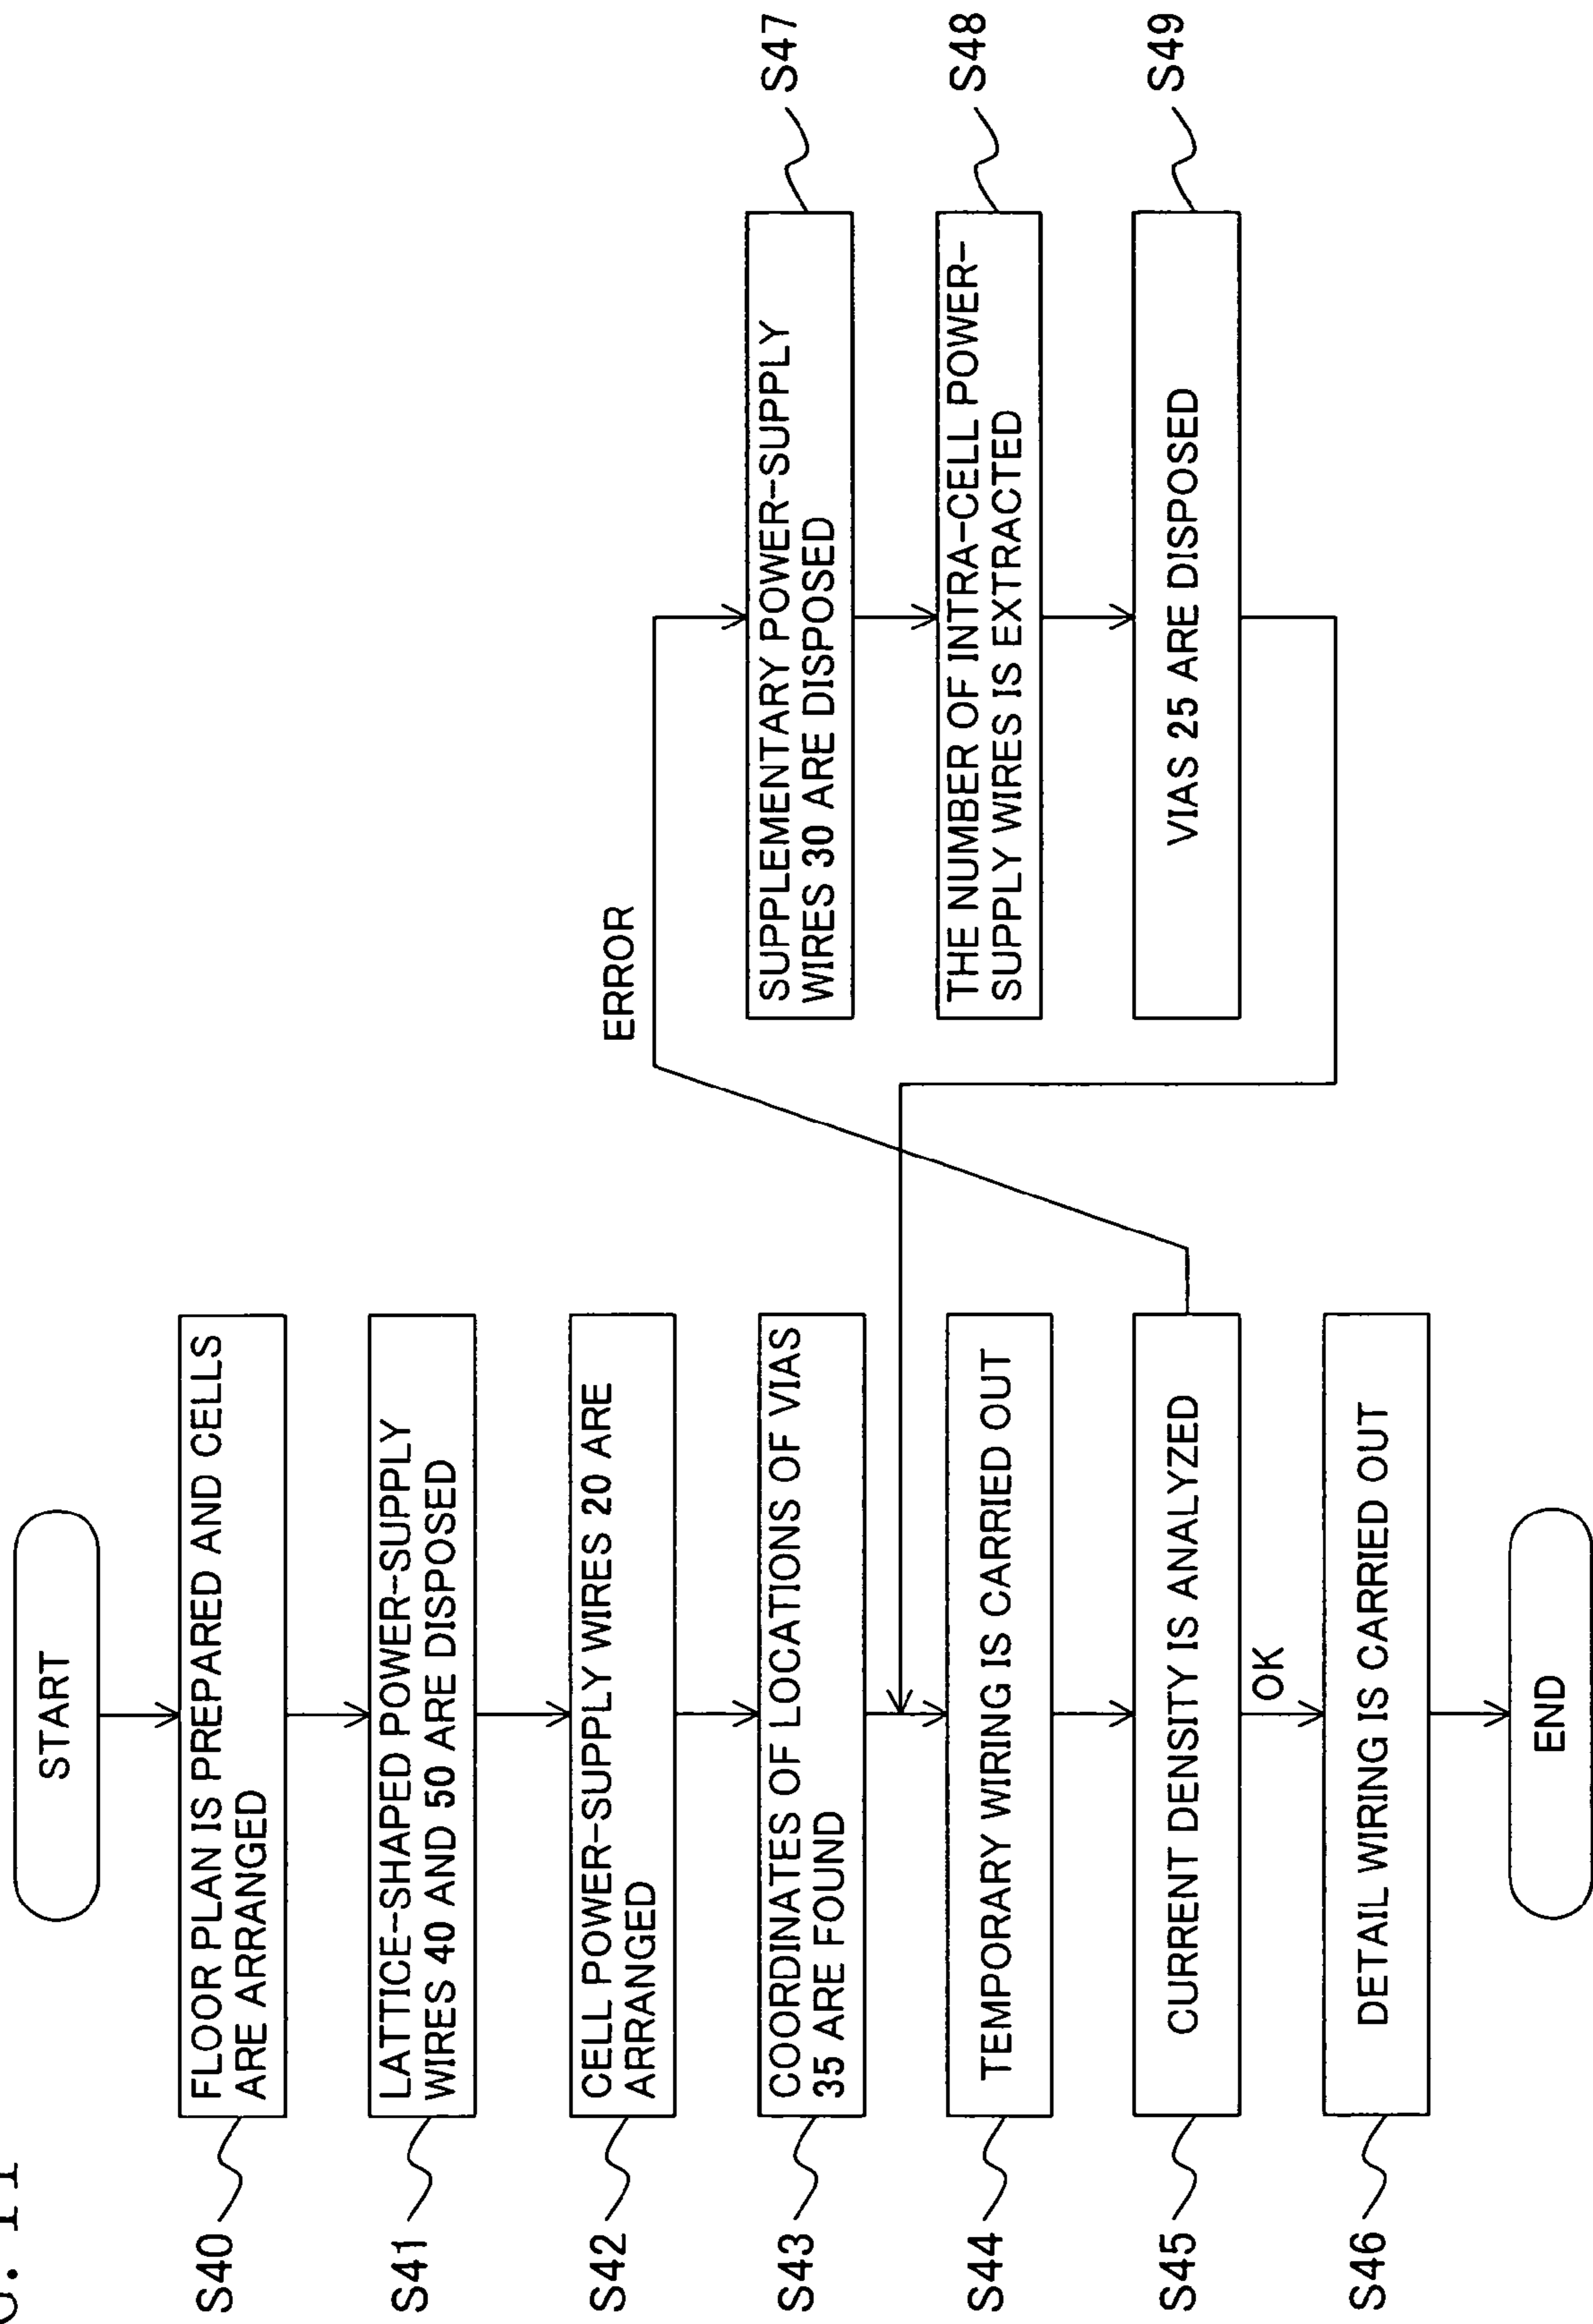 START
S40
FLOOR PLAN IS PREPARED AND CELLS
ARE ARRANGED
S41
LATTICE-SHAPED POWER-SUPPLY
WIRES 40 AND 50 ARE DISPOSED
S42
CELL POWER-SUPPLY WIRES 20 ARE
ARRANGED
S43
COORDINATES OF LOCATIONS OF VIAS
35 ARE FOUND
S44
TEMPORARY WIRING IS CARRIED OUT
S45
CURRENT DENSITY IS ANALYZED
OK
S46
DETAIL WIRING IS CARRIED OUT
END
ERROR
SUPPLEMENTARY POWER-SUPPLY
WIRES 30 ARE DISPOSED
S47
THE NUMBER OF INTRA-CELL POWER-
SUPPLY WIRES IS EXTRACTED
S48
VIAS 25 ARE DISPOSED
S49